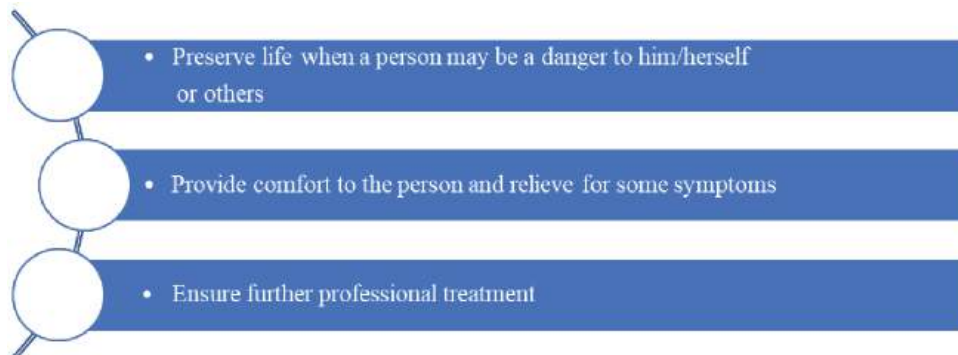 • Preserve life when a person may be a danger to him/herself
or others
• Provide comfort to the person and relieve for some symptoms
• Ensure further professional treatment